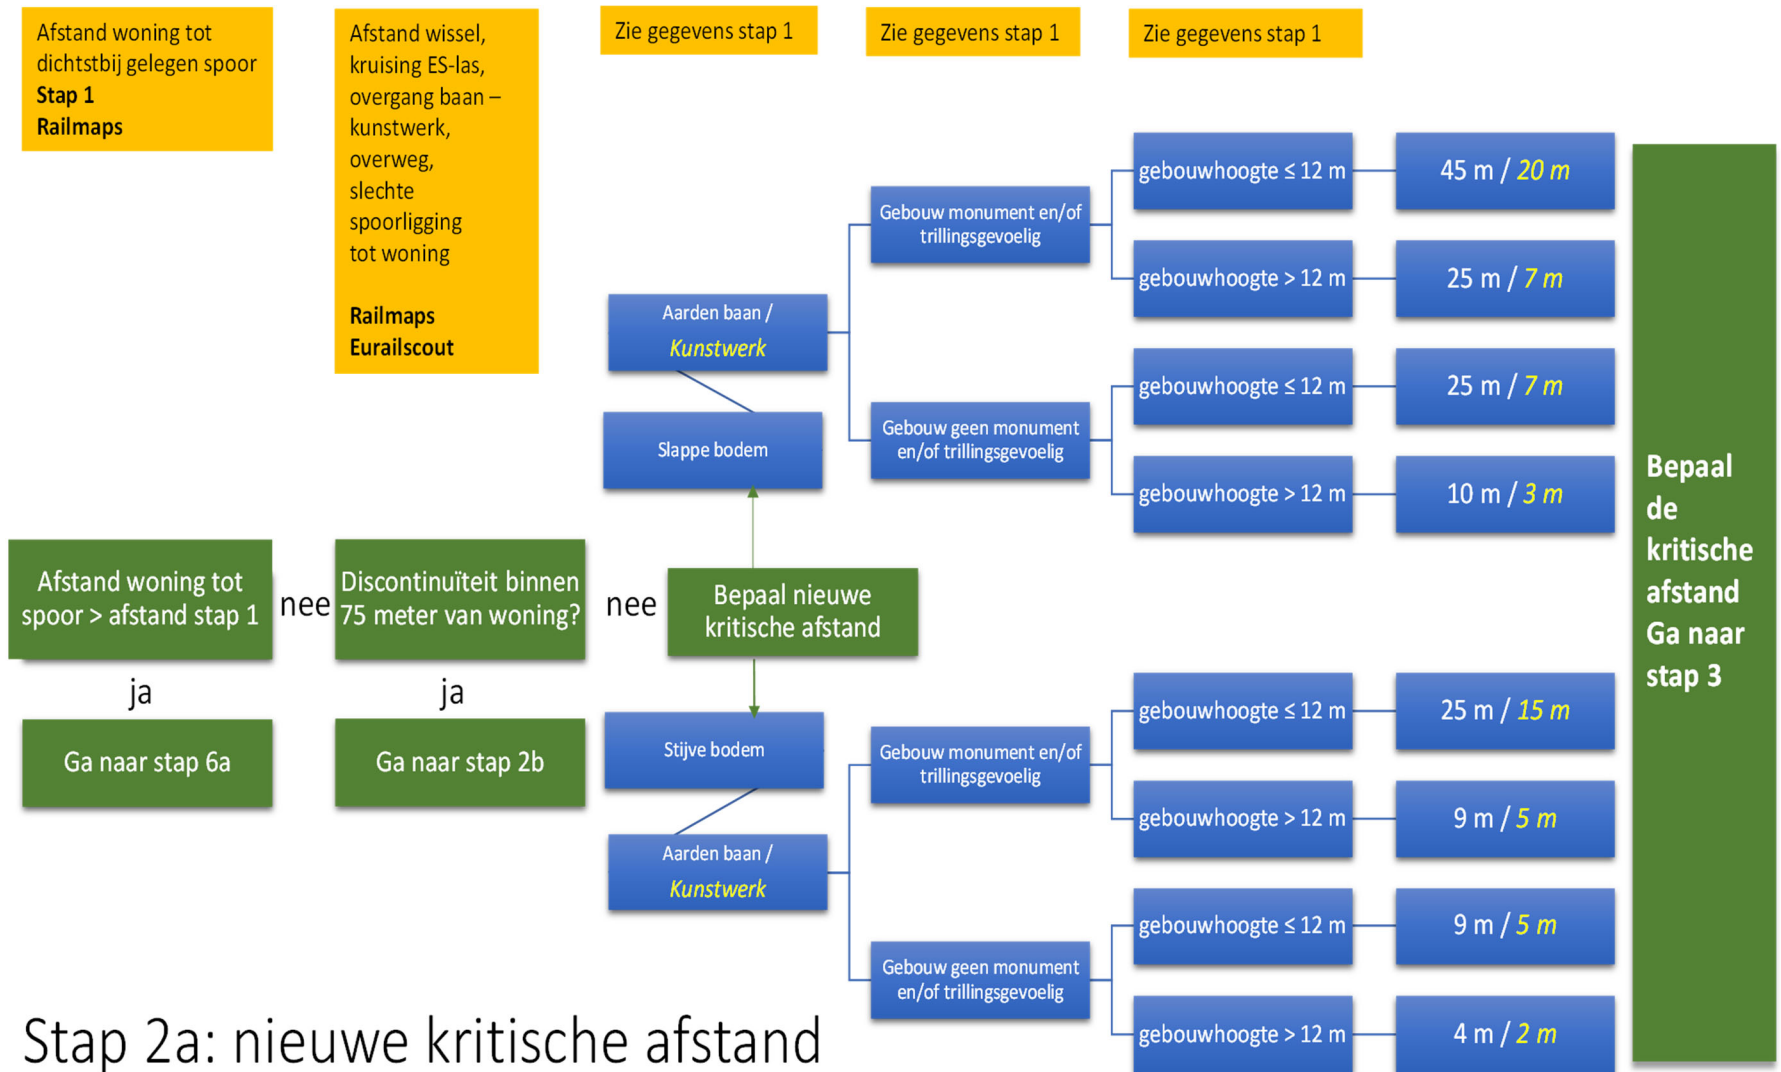 Afstand woning tot
dichtstbij gelegen spoor
Stap 1
Railmaps
Afstand wissel,
kruising ES-las,
overgang baan –
kunstwerk,
overweg,
slechte
spoorligging
tot woning
Railmaps
Eurailscout
Zie gegevens stap 1
Zie gegevens stap 1
Zie gegevens stap 1
Afstand woning tot
spoor > afstand stap 1
nee
ja
Ga naar stap 6a
Discontinuïteit binnen
75 meter van woning?
nee
ja
Ga naar stap 2b
Bepaal nieuwe
kritische afstand
Slappe bodem
Aarden baan /
Kunstwerk
Gebouw monument en/of
trillingsgevoelig
gebouwhoogte ≤ 12 m
45 m / 20 m
gebouwhoogte > 12 m
25 m / 7 m
Gebouw geen monument
en/of trillingsgevoelig
gebouwhoogte ≤ 12 m
25 m / 7 m
gebouwhoogte > 12 m
10 m / 3 m
Stijve bodem
Aarden baan /
Kunstwerk
Gebouw monument en/of
trillingsgevoelig
gebouwhoogte ≤ 12 m
25 m / 15 m
gebouwhoogte > 12 m
9 m / 5 m
Gebouw geen monument
en/of trillingsgevoelig
gebouwhoogte ≤ 12 m
9 m / 5 m
gebouwhoogte > 12 m
4 m / 2 m
Bepaal
de
kritische
afstand
Ga naar
stap 3
Stap 2a: nieuwe kritische afstand